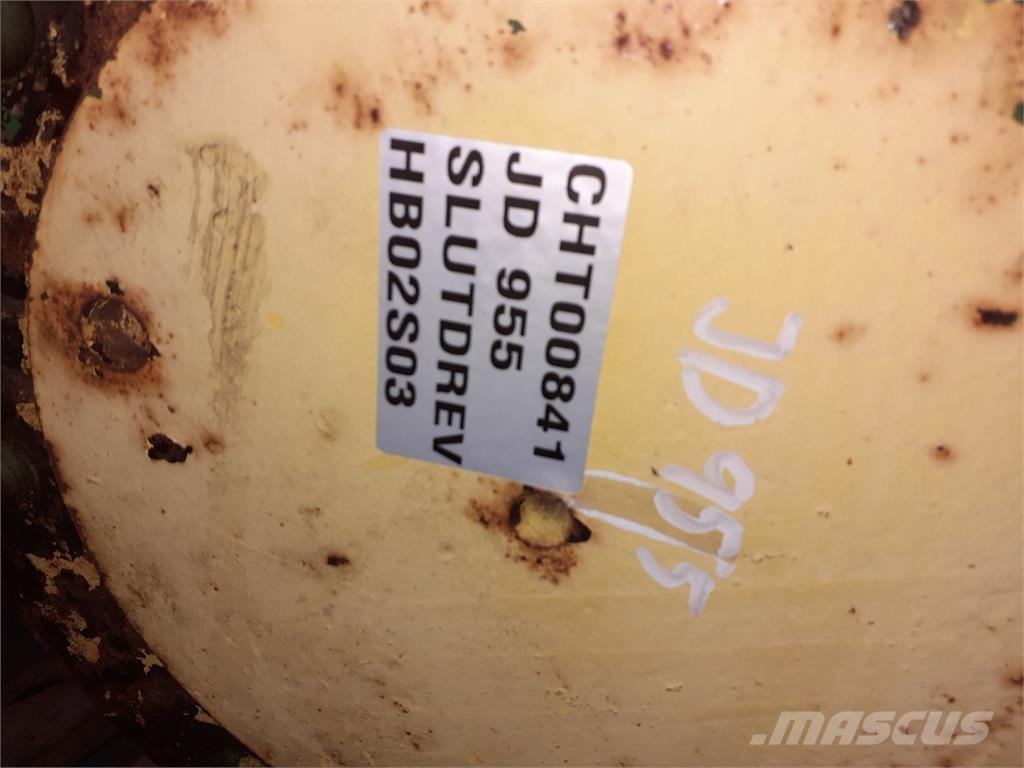 CHT00841
JD 955
SLUTDREV
HB02S03
JD 955
.MASCUS